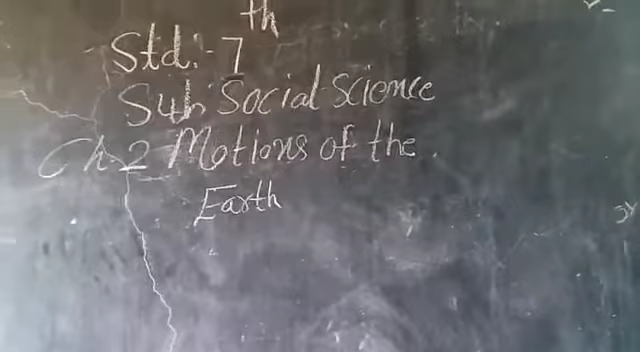 Std:- 7th
Sub Social Science
Ch 2 Motions of the
Earth